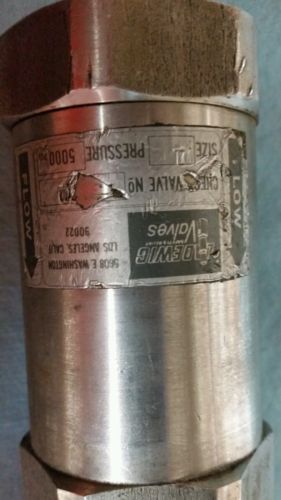 FLOW
DEWIG
Valves
5608 E. WASHINGTON
LOS ANGELES, CALIF.
90022
CHECK VALVE NO
SIZE
PRESSURE 5000
FLOW